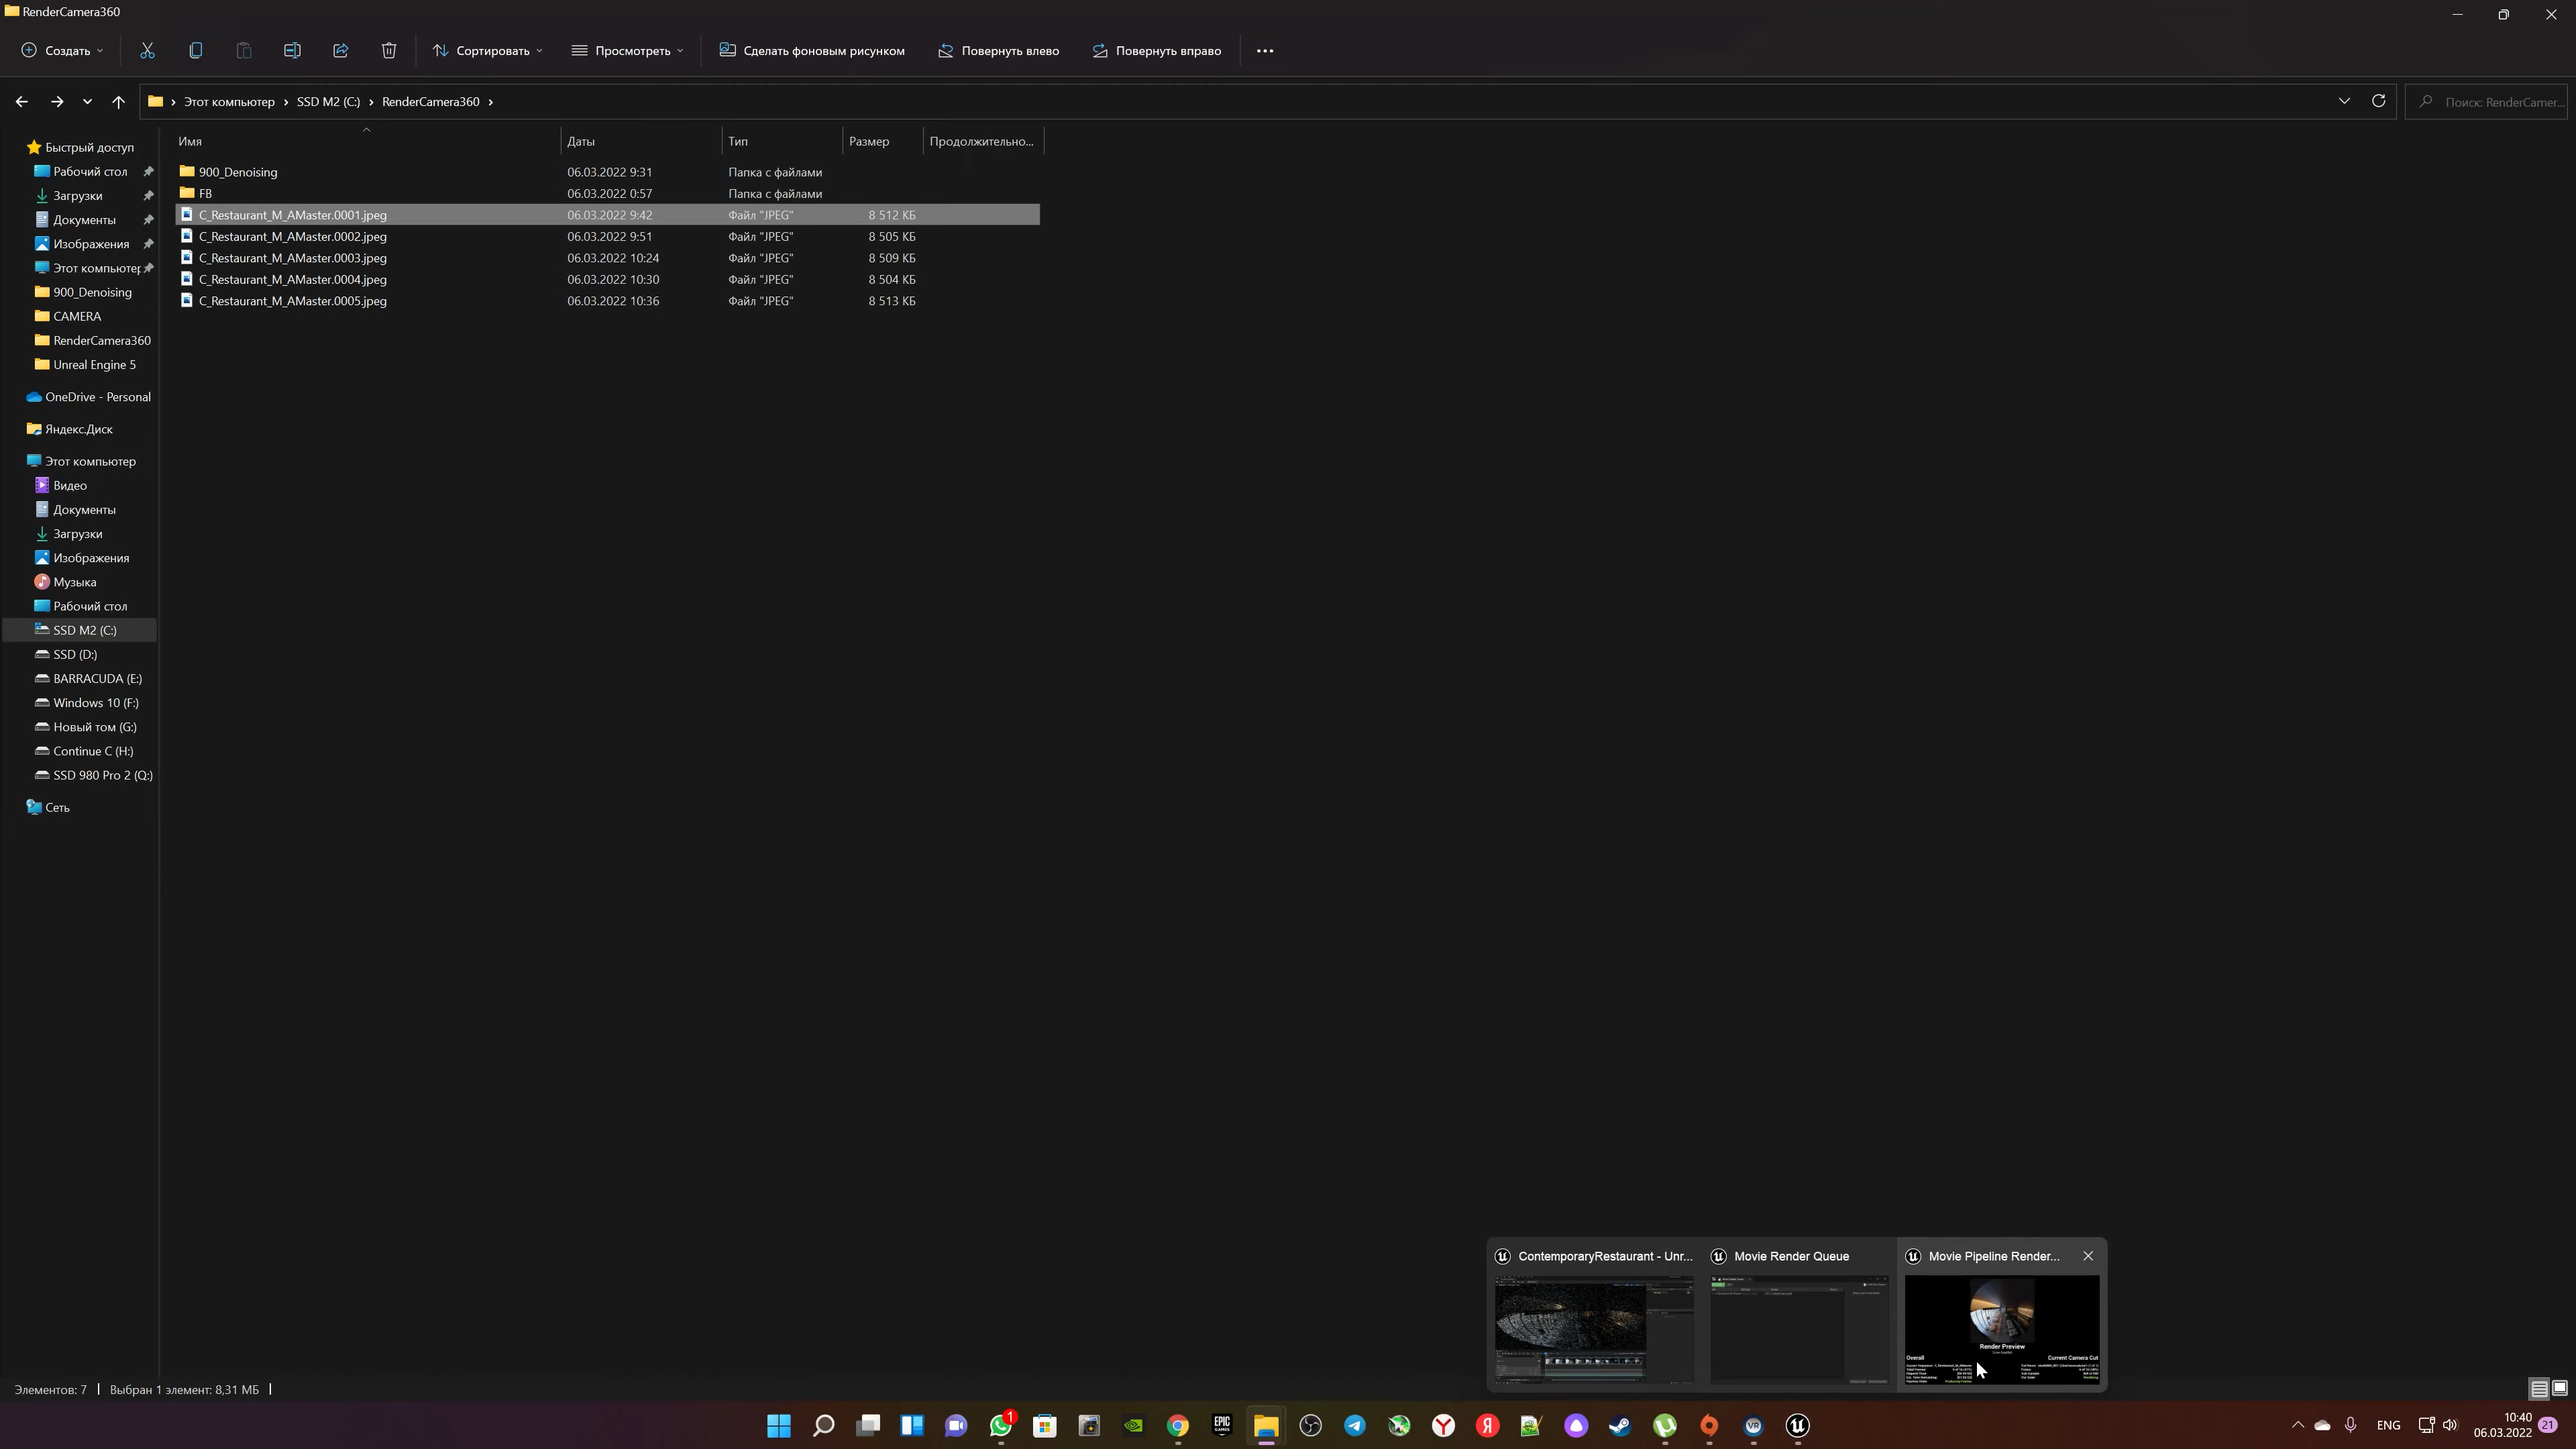 RenderCamera360
Создать
Сортировать
Просмотреть
Сделать фоновым рисунком
Повернуть влево
Повернуть вправо
Этот компьютер > SSD M2 (C:) > RenderCamera360 >
Поиск: RenderCamer...
Имя Даты Тип Размер Продолжительно...
900_Denoising 06.03.2022 9:31 Папка с файлами
FB 06.03.2022 0:57 Папка с файлами
C_Restaurant_M_AMaster.0001.jpeg 06.03.2022 9:42 Файл "JPEG" 8 512 КБ
C_Restaurant_M_AMaster.0002.jpeg 06.03.2022 9:51 Файл "JPEG" 8 505 КБ
C_Restaurant_M_AMaster.0003.jpeg 06.03.2022 10:24 Файл "JPEG" 8 509 КБ
C_Restaurant_M_AMaster.0004.jpeg 06.03.2022 10:30 Файл "JPEG" 8 504 КБ
C_Restaurant_M_AMaster.0005.jpeg 06.03.2022 10:36 Файл "JPEG" 8 513 КБ
Быстрый доступ
Рабочий стол
Загрузки
Документы
Изображения
Этот компьютер
900_Denoising
CAMERA
RenderCamera360
Unreal Engine 5
OneDrive - Personal
Яндекс.Диск
Этот компьютер
Видео
Документы
Загрузки
Изображения
Музыка
Рабочий стол
SSD M2 (C:)
SSD (D:)
BARRACUDA (E:)
Windows 10 (F:)
Новый том (G:)
Continue C (H:)
SSD 980 Pro 2 (Q:)
Сеть
ContemporaryRestaurant - Unr...
Movie Render Queue
Movie Pipeline Render...
Render Preview
Overall
Current Camera Cut
Элементов: 7
Выбран 1 элемент: 8,31 МБ
1
EPIC
GAMES
Y
Я
VR
ENG
10:40
06.03.2022
21